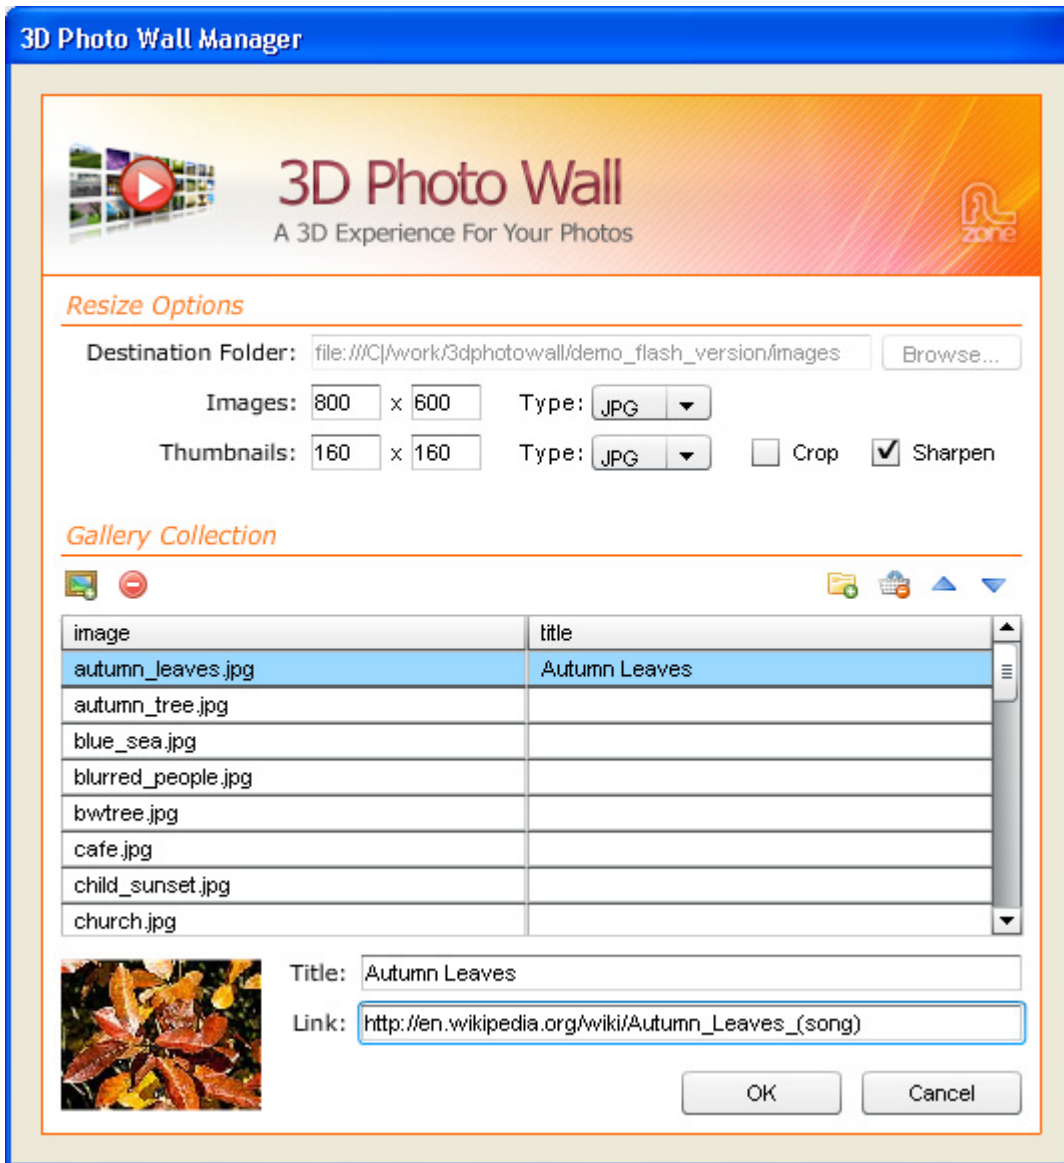 3D Photo Wall Manager
3D Photo Wall
A 3D Experience For Your Photos
zone
Resize Options
Destination Folder: file:///C|/work/3dphotowall/demo_flash_version/images Browse...
Images: 800 x 600 Type: JPG
Thumbnails: 160 x 160 Type: JPG Crop Sharpen
Gallery Collection
image title
autumn_leaves.jpg Autumn Leaves
autumn_tree.jpg
blue_sea.jpg
blurred_people.jpg
bwtree.jpg
cafe.jpg
child_sunset.jpg
church.jpg
Title: Autumn Leaves
Link: http://en.wikipedia.org/wiki/Autumn_Leaves_(song)
OK Cancel